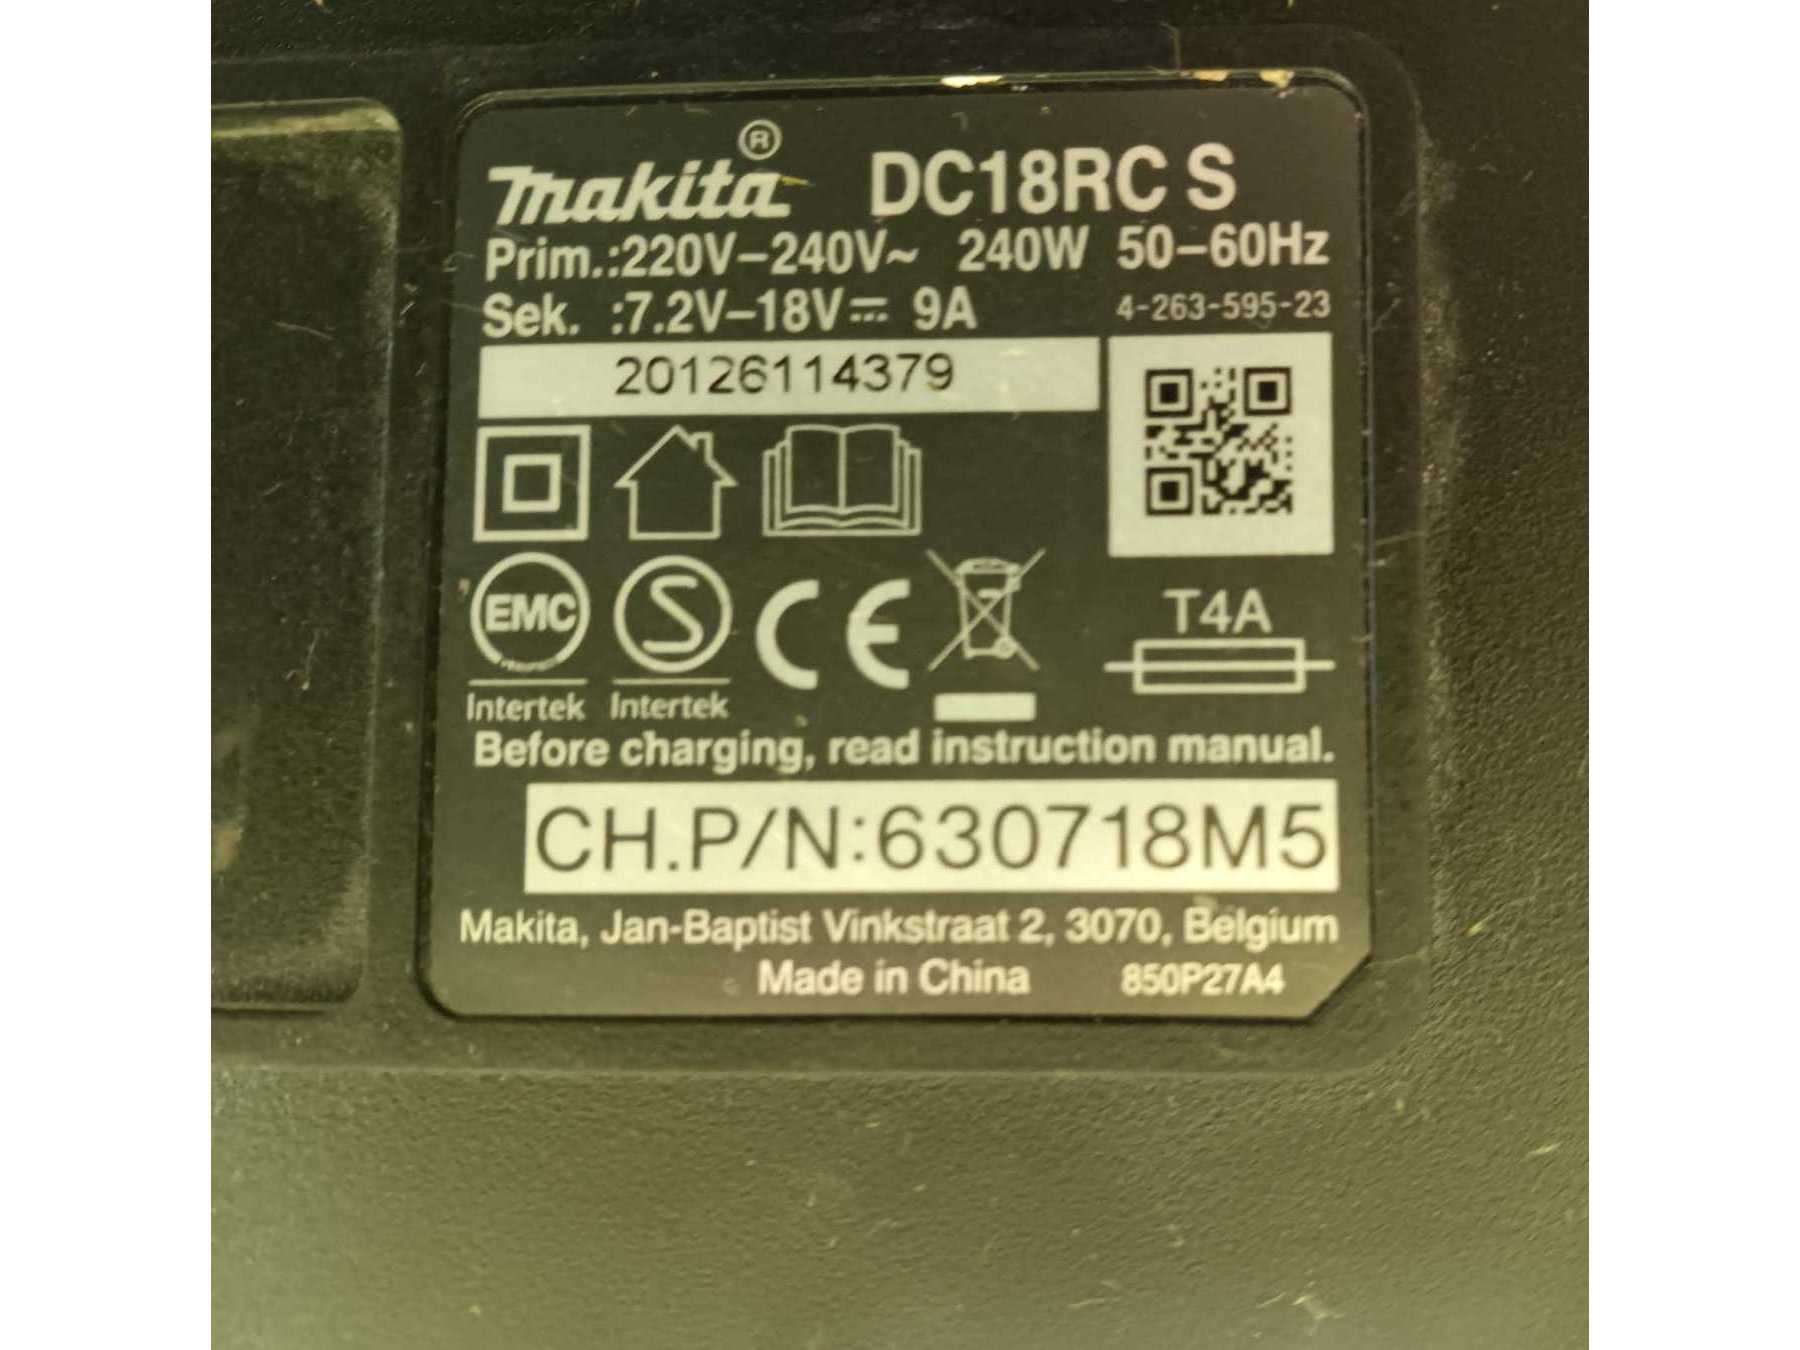 makita® DC18RC S
Prim.:220V–240V~ 240W 50–60Hz
Sek. :7.2V–18V⎓ 9A 4-263-595-23
20126114379
EMC S CE T4A
Intertek Intertek
Before charging, read instruction manual.
CH.P/N:630718M5
Makita, Jan-Baptist Vinkstraat 2, 3070, Belgium
Made in China 850P27A4